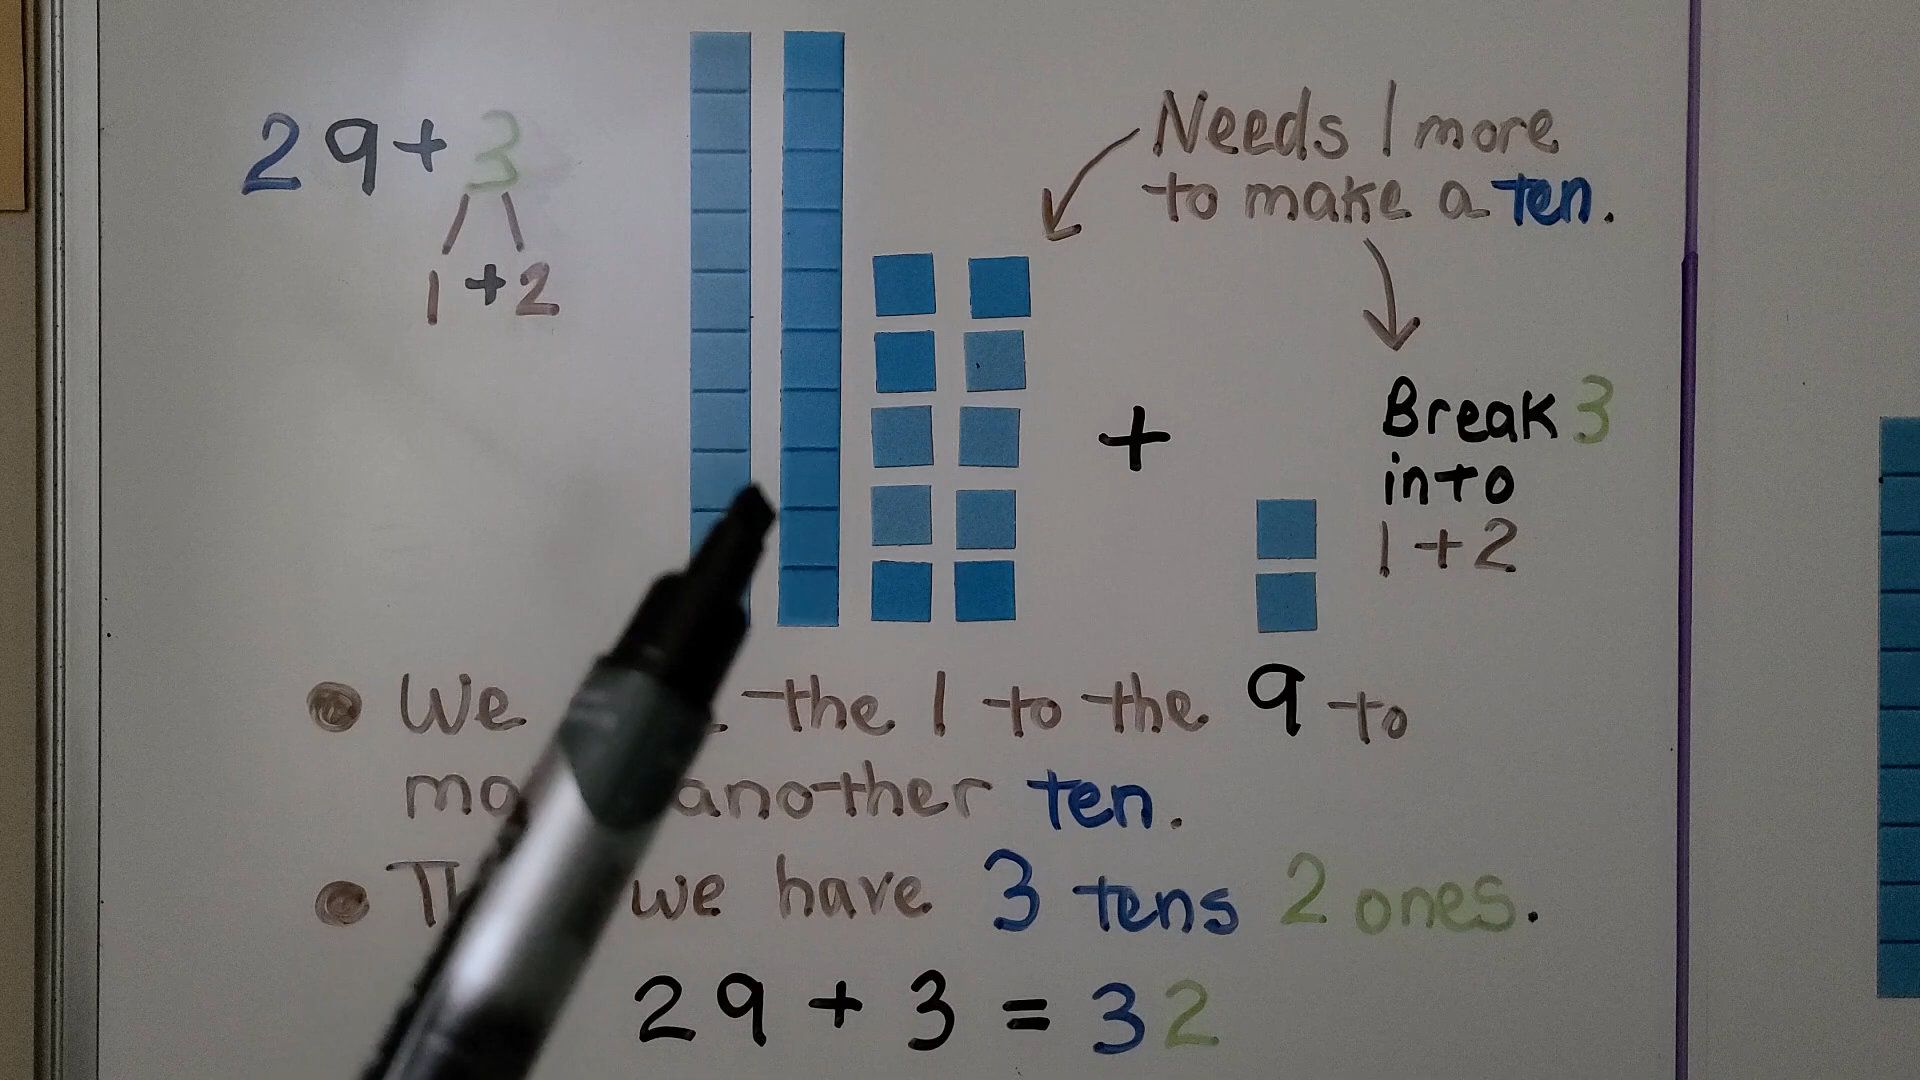 29+3
1+2
Needs 1 more
to make a ten.
+
Break 3
into
1+2
We the 1 to the 9 to
another ten.
we have 3 tens 2 ones.
29 + 3 = 32